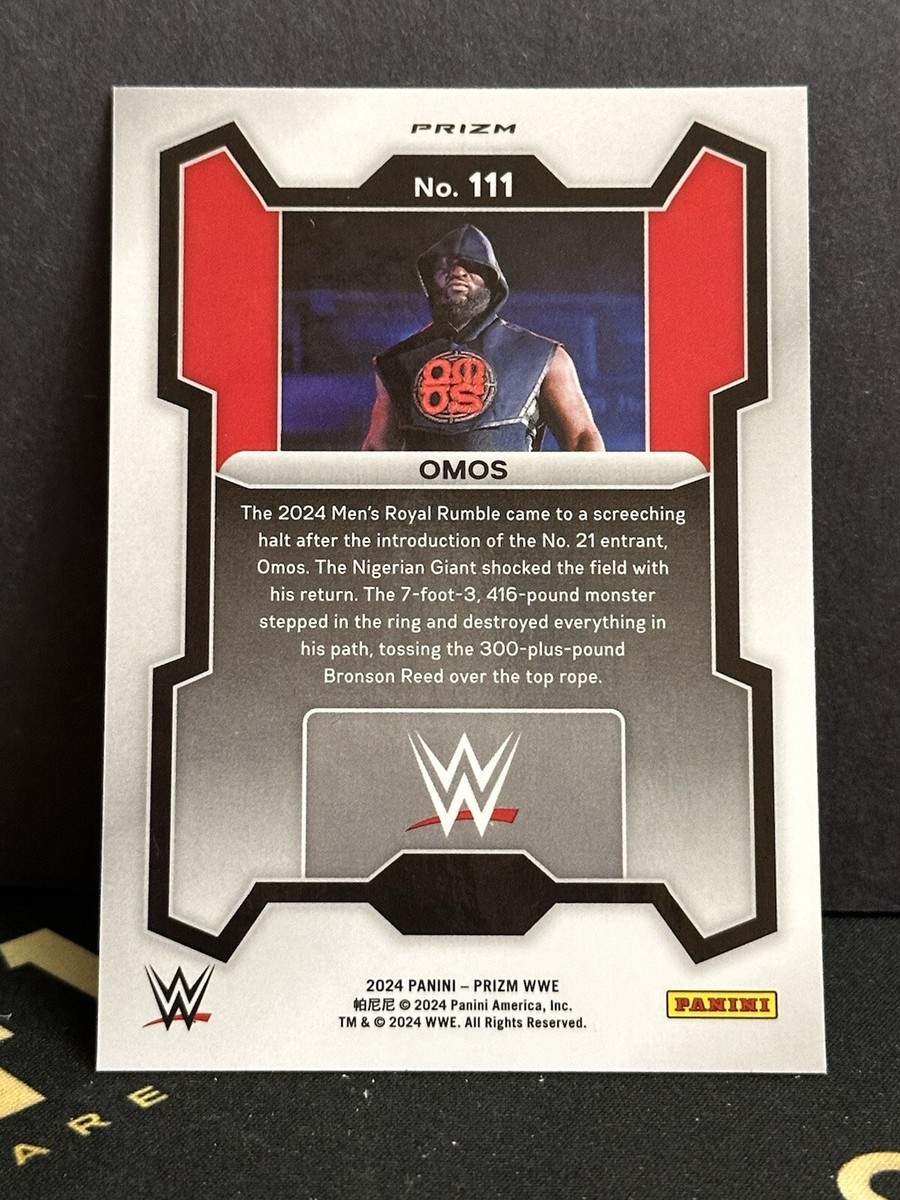 PRIZM
No. 111
OMOS
OMOS
The 2024 Men's Royal Rumble came to a screeching
halt after the introduction of the No. 21 entrant,
Omos. The Nigerian Giant shocked the field with
his return. The 7-foot-3, 416-pound monster
stepped in the ring and destroyed everything in
his path, tossing the 300-plus-pound
Bronson Reed over the top rope.
W
W
2024 PANINI – PRIZM WWE
帕尼尼 © 2024 Panini America, Inc.
TM & © 2024 WWE. All Rights Reserved.
PANINI
ARE